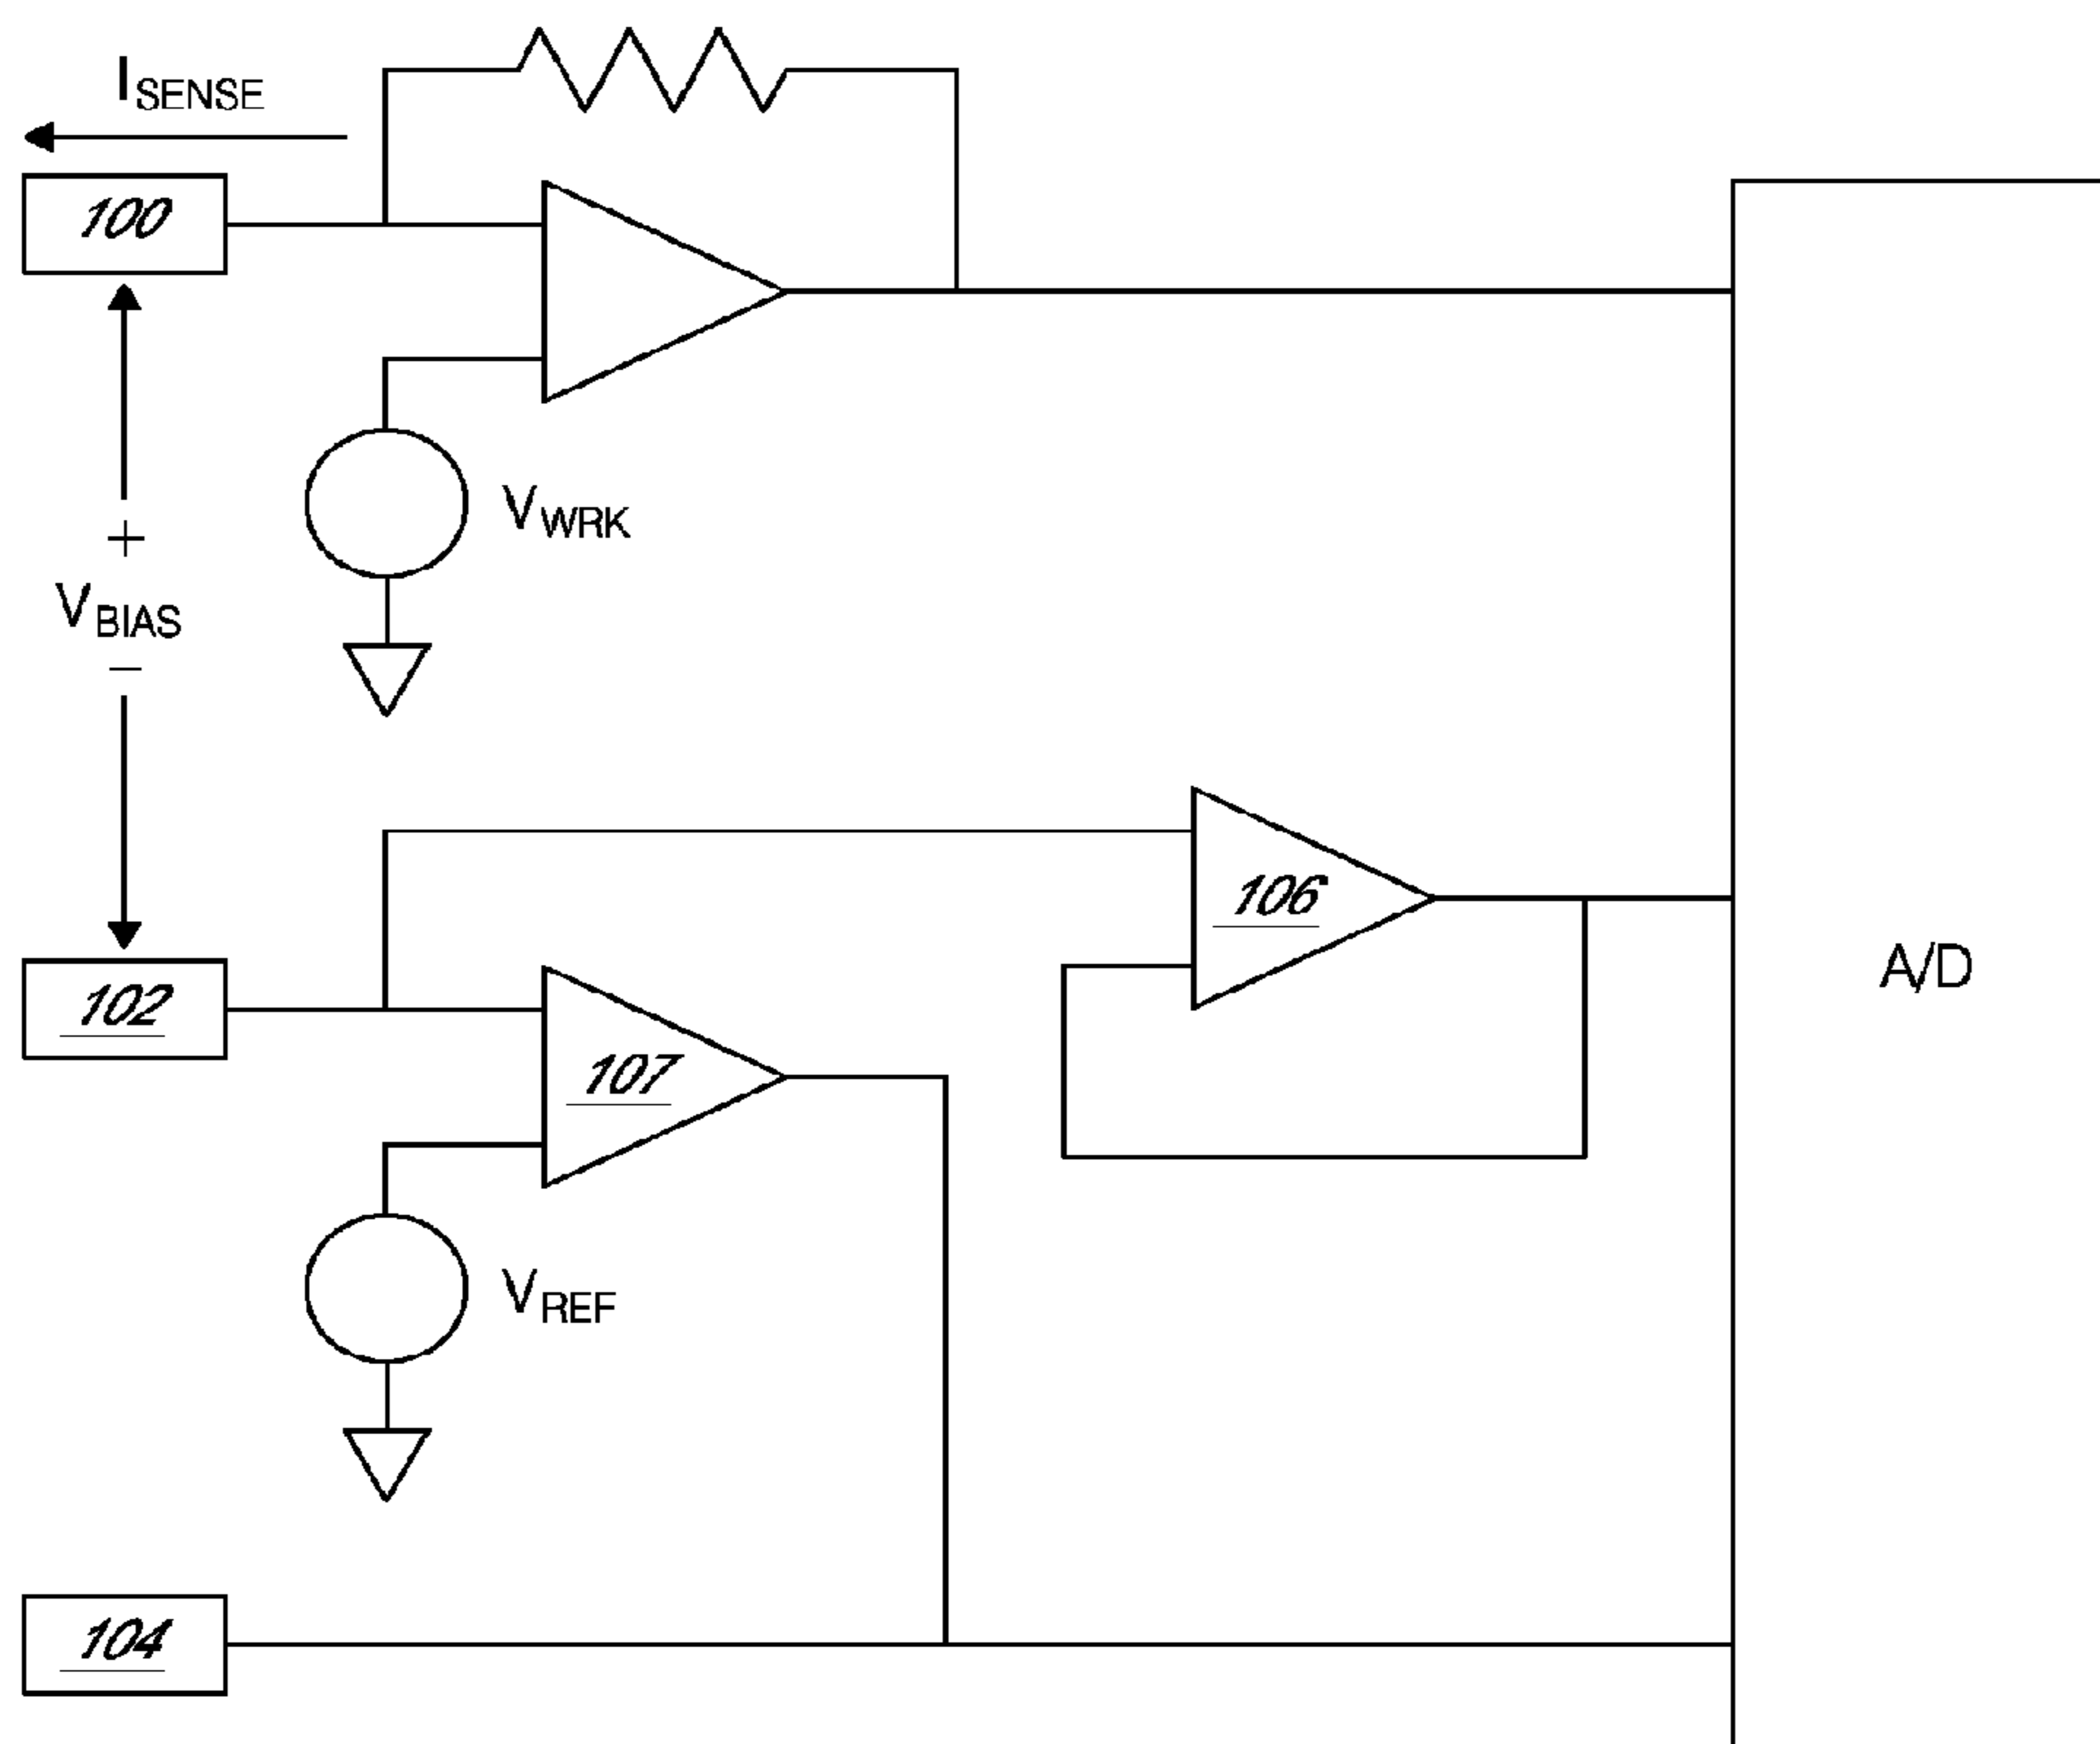 ISENSE
100
VWRK
+
VBIAS
−
106
A/D
102
107
VREF
104